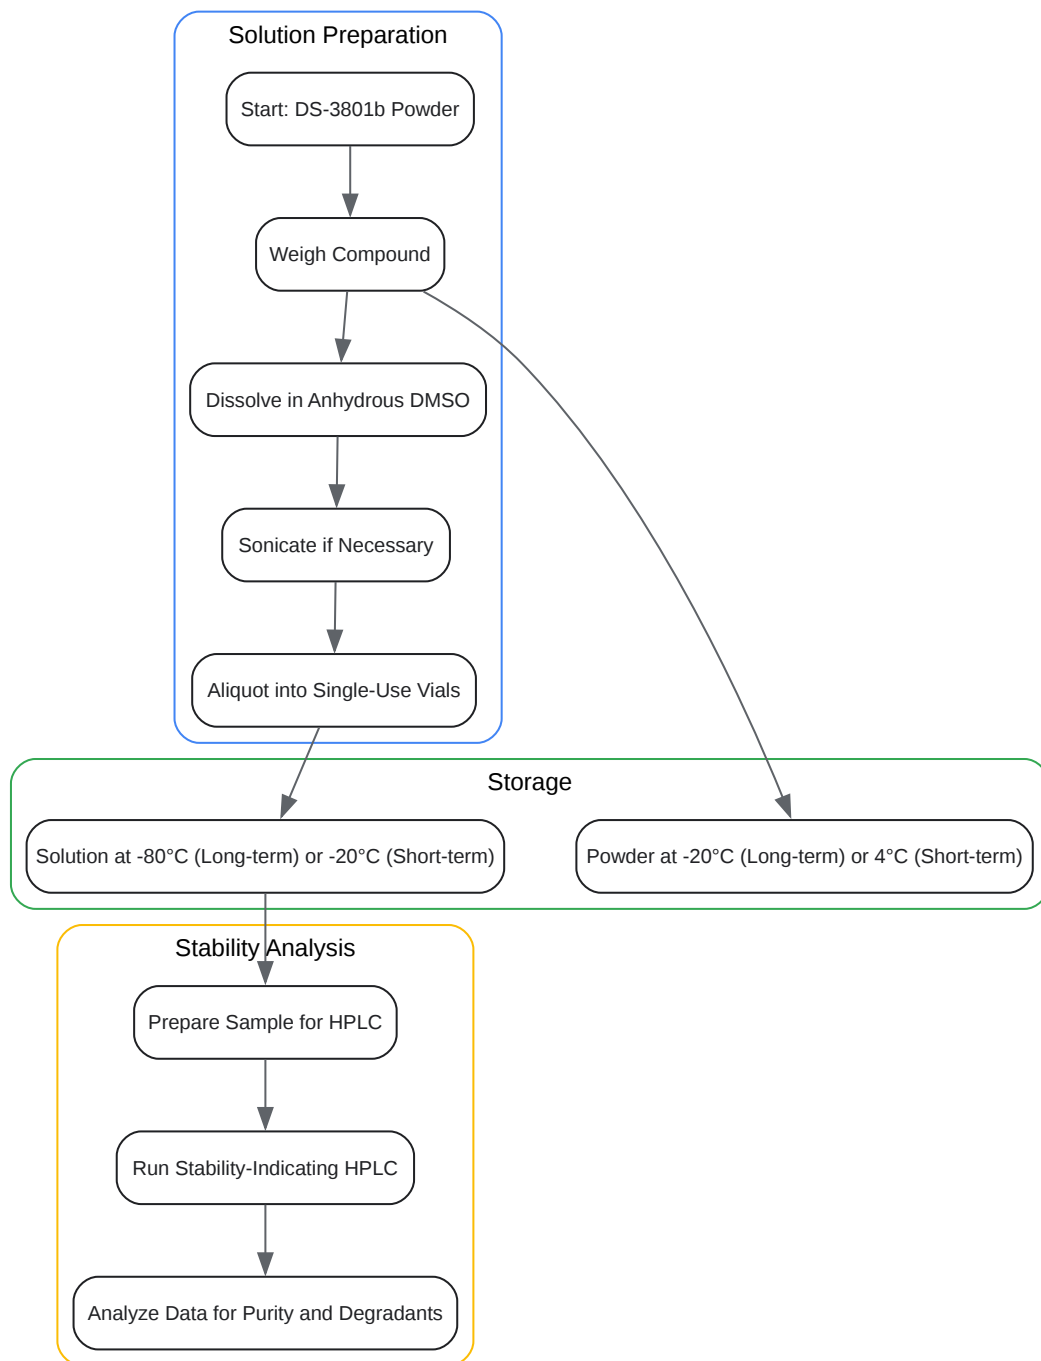 Solution Preparation
Start: DS-3801b Powder
Weigh Compound
Dissolve in Anhydrous DMSO
Sonicate if Necessary
Aliquot into Single-Use Vials
Storage
Solution at -80°C (Long-term) or -20°C (Short-term)
Powder at -20°C (Long-term) or 4°C (Short-term)
Stability Analysis
Prepare Sample for HPLC
Run Stability-Indicating HPLC
Analyze Data for Purity and Degradants